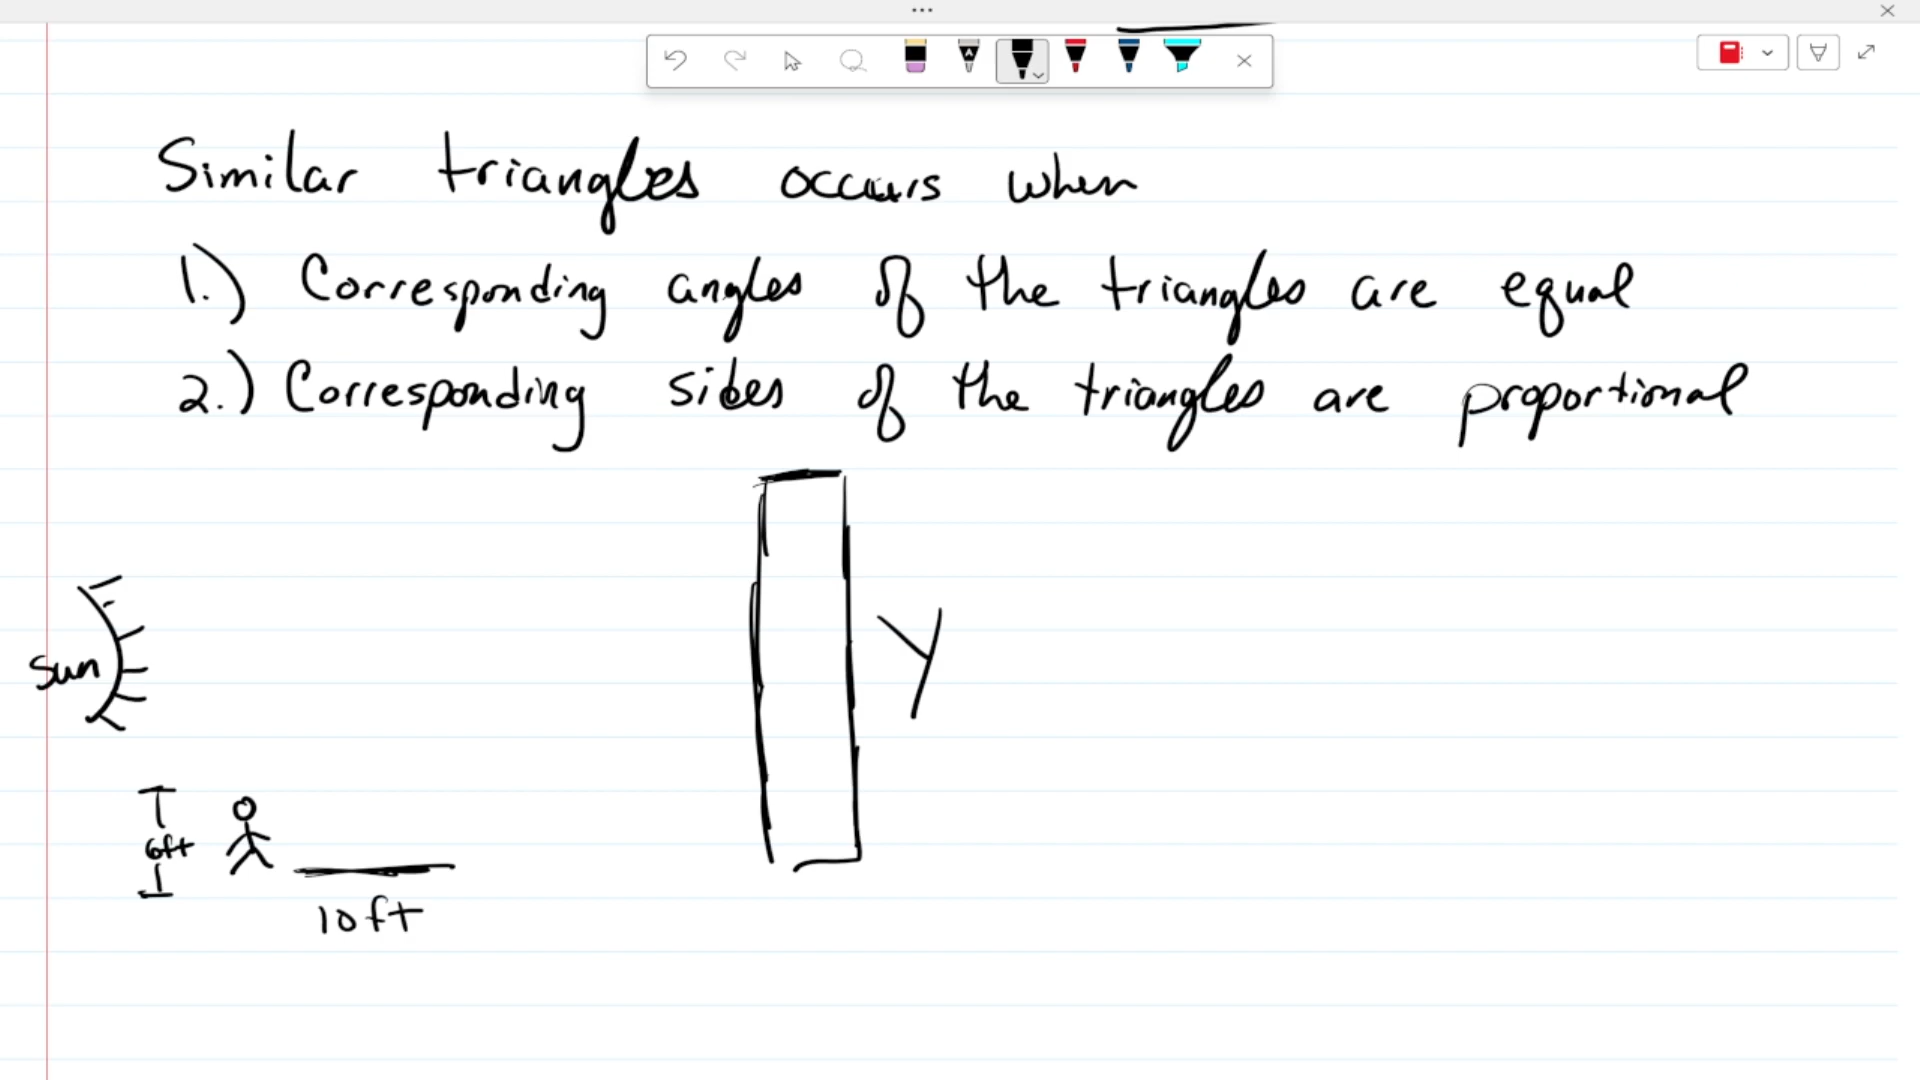 Similar triangles occurs when
1.) Corresponding angles of the triangles are equal
2.) Corresponding sides of the triangles are proportional
Sun
Y
6ft
10ft